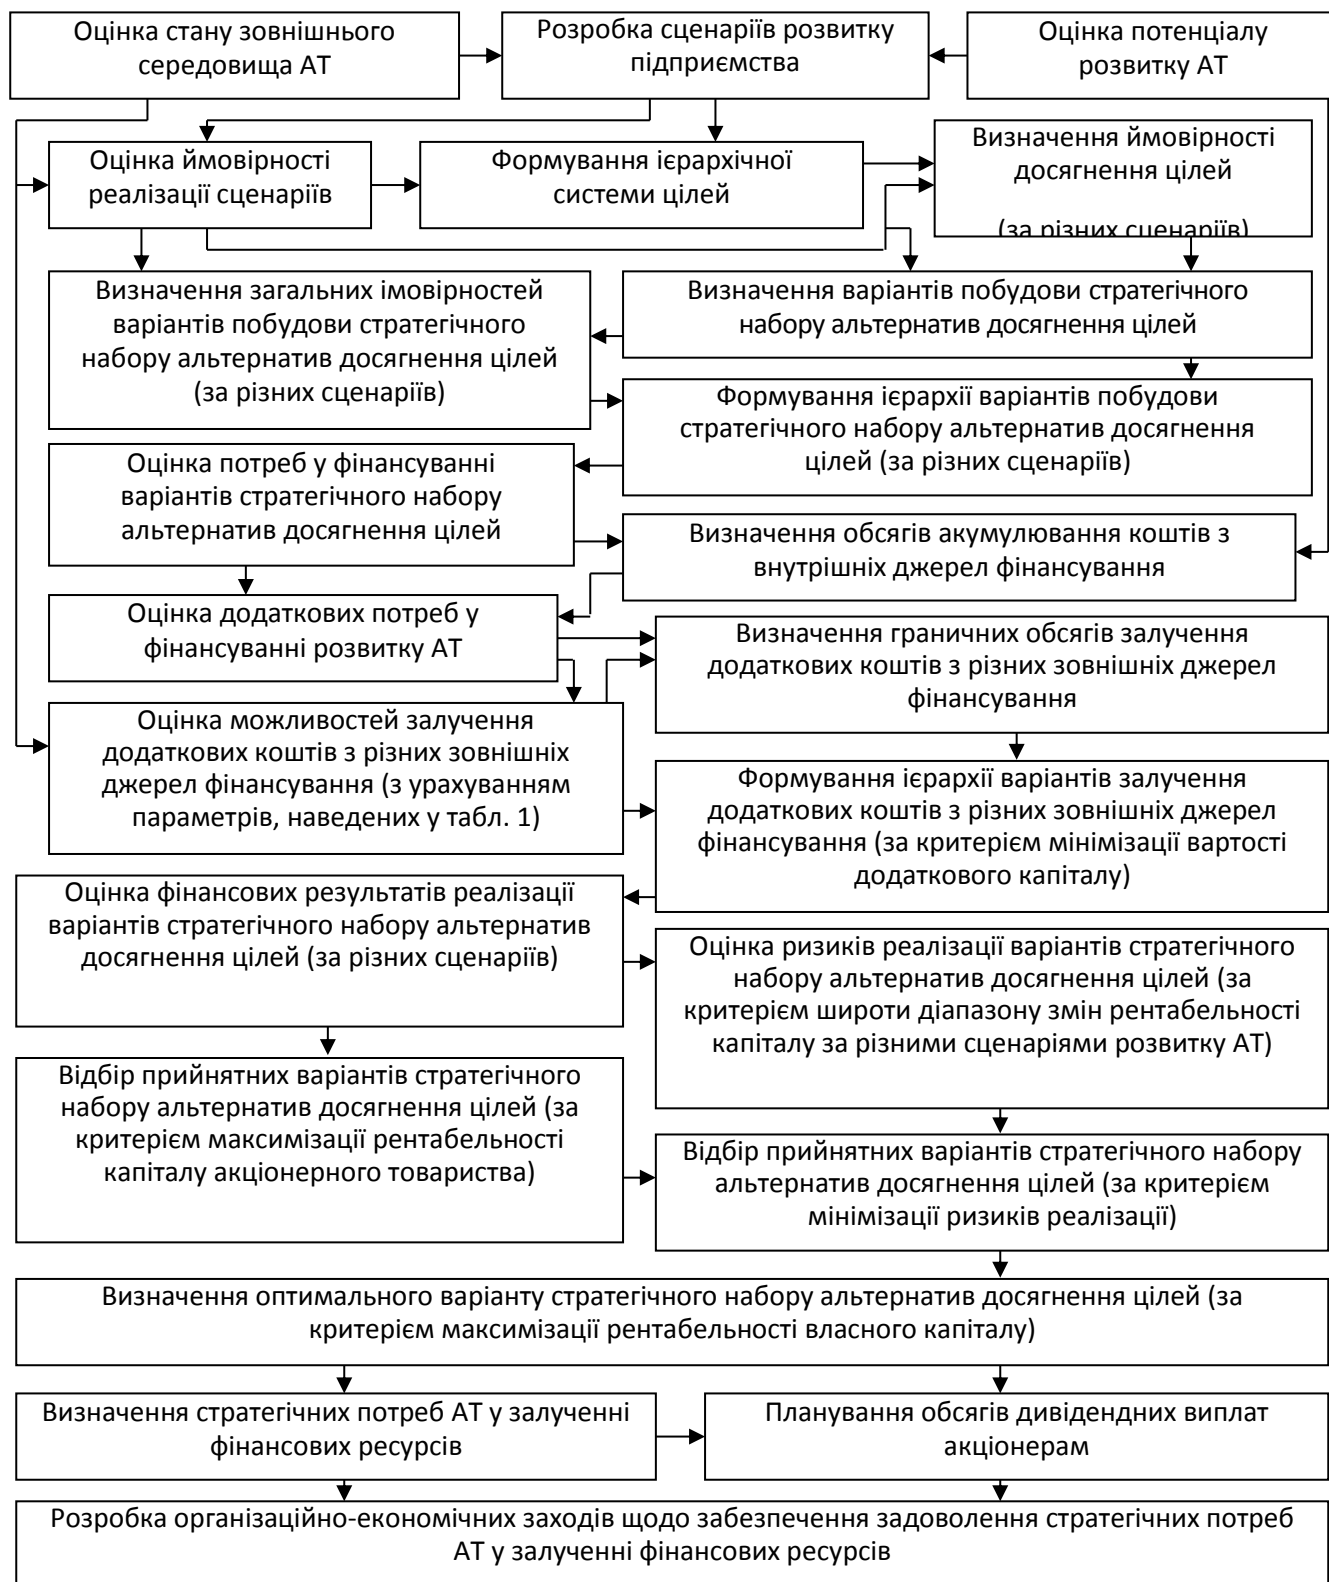 Оцінка стану зовнішнього
середовища АТ
Розробка сценаріїв розвитку
підприємства
Оцінка потенціалу
розвитку АТ
Оцінка ймовірності
реалізації сценаріїв
Формування ієрархічної
системи цілей
Визначення ймовірності
досягнення цілей
(за різних сценаріїв)
Визначення загальних імовірностей
варіантів побудови стратегічного
набору альтернатив досягнення цілей
(за різних сценаріїв)
Визначення варіантів побудови стратегічного
набору альтернатив досягнення цілей
Формування ієрархії варіантів побудови
стратегічного набору альтернатив досягнення
цілей (за різних сценаріїв)
Оцінка потреб у фінансуванні
варіантів стратегічного набору
альтернатив досягнення цілей
Визначення обсягів акумулювання коштів з
внутрішніх джерел фінансування
Оцінка додаткових потреб у
фінансуванні розвитку АТ
Визначення граничних обсягів залучення
додаткових коштів з різних зовнішніх джерел
фінансування
Оцінка можливостей залучення
додаткових коштів з різних зовнішніх
джерел фінансування (з урахуванням
параметрів, наведених у табл. 1)
Формування ієрархії варіантів залучення
додаткових коштів з різних зовнішніх джерел
фінансування (за критерієм мінімізації вартості
додаткового капіталу)
Оцінка фінансових результатів реалізації
варіантів стратегічного набору альтернатив
досягнення цілей (за різних сценаріїв)
Оцінка ризиків реалізації варіантів стратегічного
набору альтернатив досягнення цілей (за
критерієм широти діапазону змін рентабельності
капіталу за різними сценаріями розвитку АТ)
Відбір прийнятних варіантів стратегічного
набору альтернатив досягнення цілей (за
критерієм максимізації рентабельності
капіталу акціонерного товариства)
Відбір прийнятних варіантів стратегічного набору
альтернатив досягнення цілей (за критерієм
мінімізації ризиків реалізації)
Визначення оптимального варіанту стратегічного набору альтернатив досягнення цілей (за
критерієм максимізації рентабельності власного капіталу)
Визначення стратегічних потреб АТ у залученні
фінансових ресурсів
Планування обсягів дивідендних виплат
акціонерам
Розробка організаційно-економічних заходів щодо забезпечення задоволення стратегічних потреб
АТ у залученні фінансових ресурсів